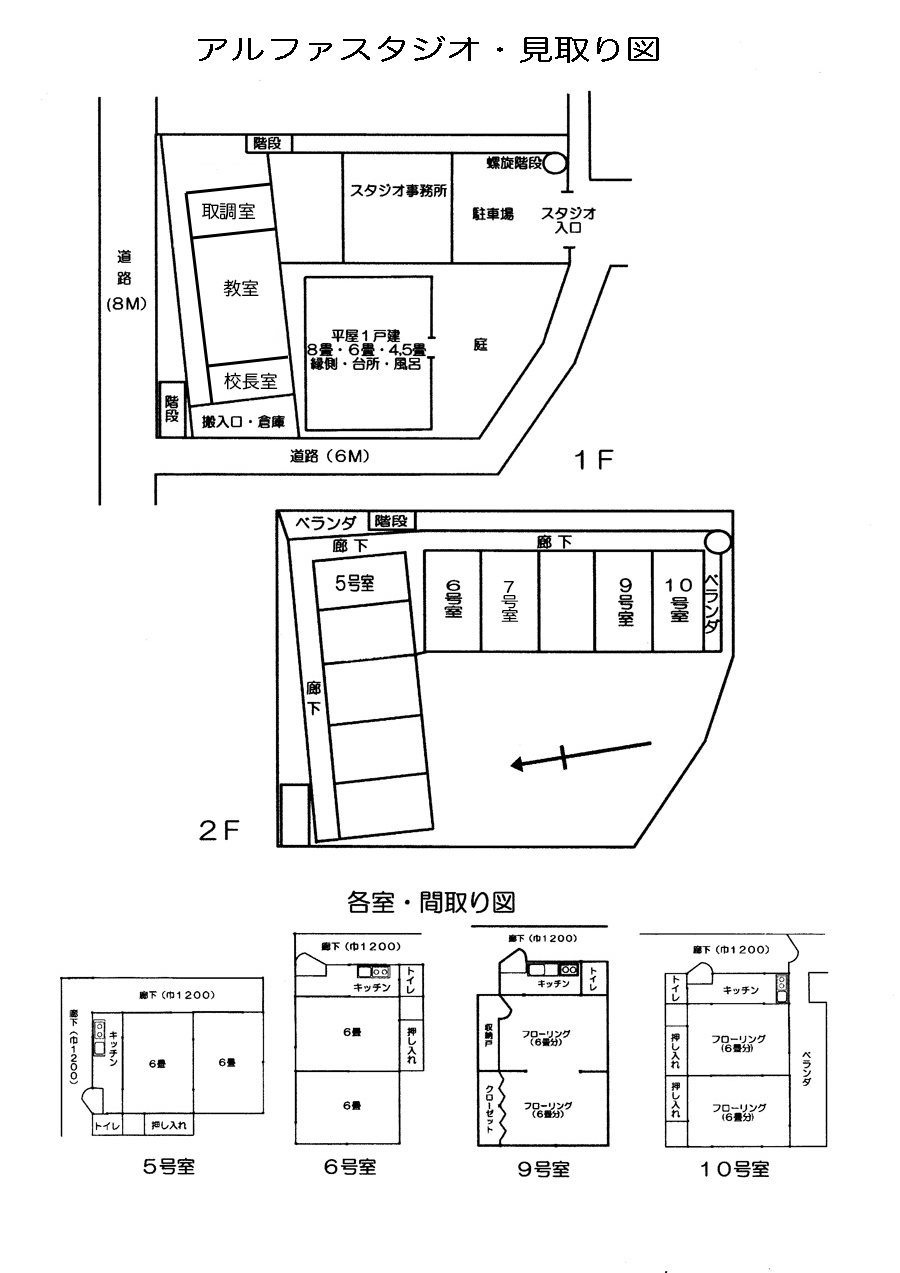 アルファスタジオ・見取り図
階段
螺旋階段
スタジオ事務所
取調室
駐車場
スタジオ
入口
道路
(8M)
教室
平屋1戸建
8畳・6畳・4,5畳
縁側・台所・風呂
庭
校長室
階段
搬入口・倉庫
道路(6M)
1F
ベランダ
階段
廊下
廊下
5号室
6号室
7号室
9号室
10号室
ベランダ
廊下
2F
各室・間取り図
廊下(巾1200)
廊下(巾1200)
キッチン
6畳
6畳
トイレ
押し入れ
5号室
廊下(巾1200)
キッチン
トイレ
6畳
押し入れ
6畳
6号室
廊下(巾1200)
キッチン
トイレ
収納戸
フローリング
(6畳分)
クローゼット
フローリング
(6畳分)
9号室
廊下(巾1200)
トイレ
キッチン
押し入れ
フローリング
(6畳分)
ベランダ
押し入れ
フローリング
(6畳分)
10号室